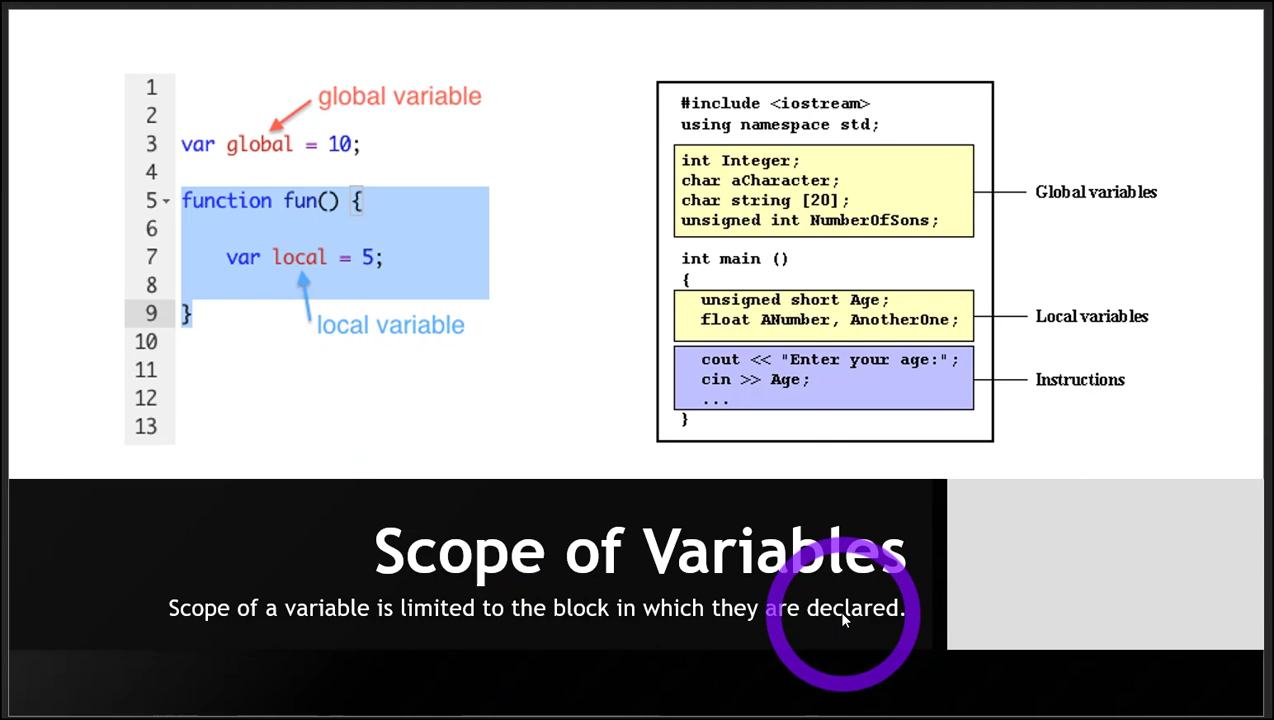 1
2
global variable
3 var global = 10;
4
5 function fun() {
6
7 var local = 5;
8
9 }
local variable
10
11
12
13
#include <iostream>
using namespace std;
int Integer;
char aCharacter;
char string [20];
unsigned int NumberOfSons;
Global variables
int main ()
{
unsigned short Age;
float ANumber, AnotherOne;
Local variables
cout << "Enter your age:";
cin >> Age;
...
Instructions
}
Scope of Variables
Scope of a variable is limited to the block in which they are declared.